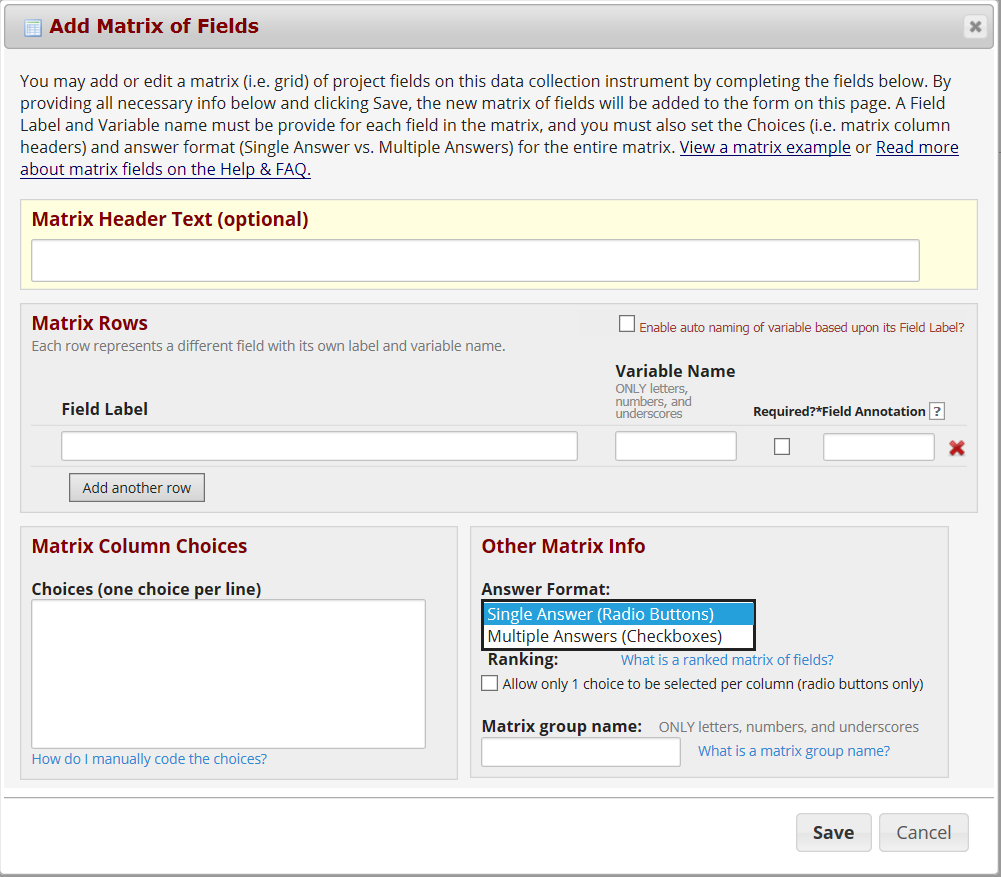 Add Matrix of Fields
You may add or edit a matrix (i.e. grid) of project fields on this data collection instrument by completing the fields below. By
providing all necessary info below and clicking Save, the new matrix of fields will be added to the form on this page. A Field
Label and Variable name must be provide for each field in the matrix, and you must also set the Choices (i.e. matrix column
headers) and answer format (Single Answer vs. Multiple Answers) for the entire matrix. View a matrix example or Read more
about matrix fields on the Help & FAQ.
Matrix Header Text (optional)
Matrix Rows
Enable auto naming of variable based upon its Field Label?
Each row represents a different field with its own label and variable name.
Variable Name
ONLY letters,
numbers, and
underscores
Field Label
Required?*Field Annotation ?
Add another row
Matrix Column Choices
Choices (one choice per line)
How do I manually code the choices?
Other Matrix Info
Answer Format:
Single Answer (Radio Buttons)
Multiple Answers (Checkboxes)
Ranking: What is a ranked matrix of fields?
Allow only 1 choice to be selected per column (radio buttons only)
Matrix group name: ONLY letters, numbers, and underscores
What is a matrix group name?
Save
Cancel